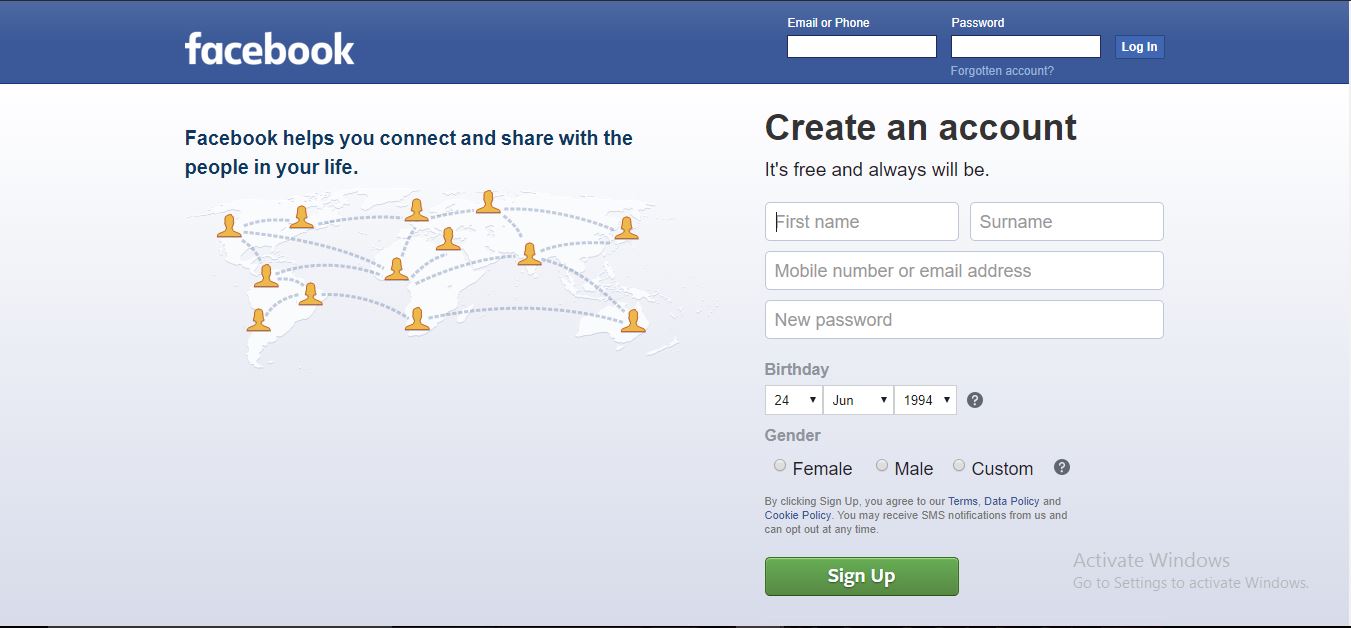 facebook
Email or Phone
Password
Log In
Forgotten account?
Facebook helps you connect and share with the
people in your life.
Create an account
It's free and always will be.
First name
Surname
Mobile number or email address
New password
Birthday
24
Jun
1994
?
Gender
Female
Male
Custom
?
By clicking Sign Up, you agree to our Terms, Data Policy and
Cookie Policy. You may receive SMS notifications from us and
can opt out at any time.
Sign Up
Activate Windows
Go to Settings to activate Windows.